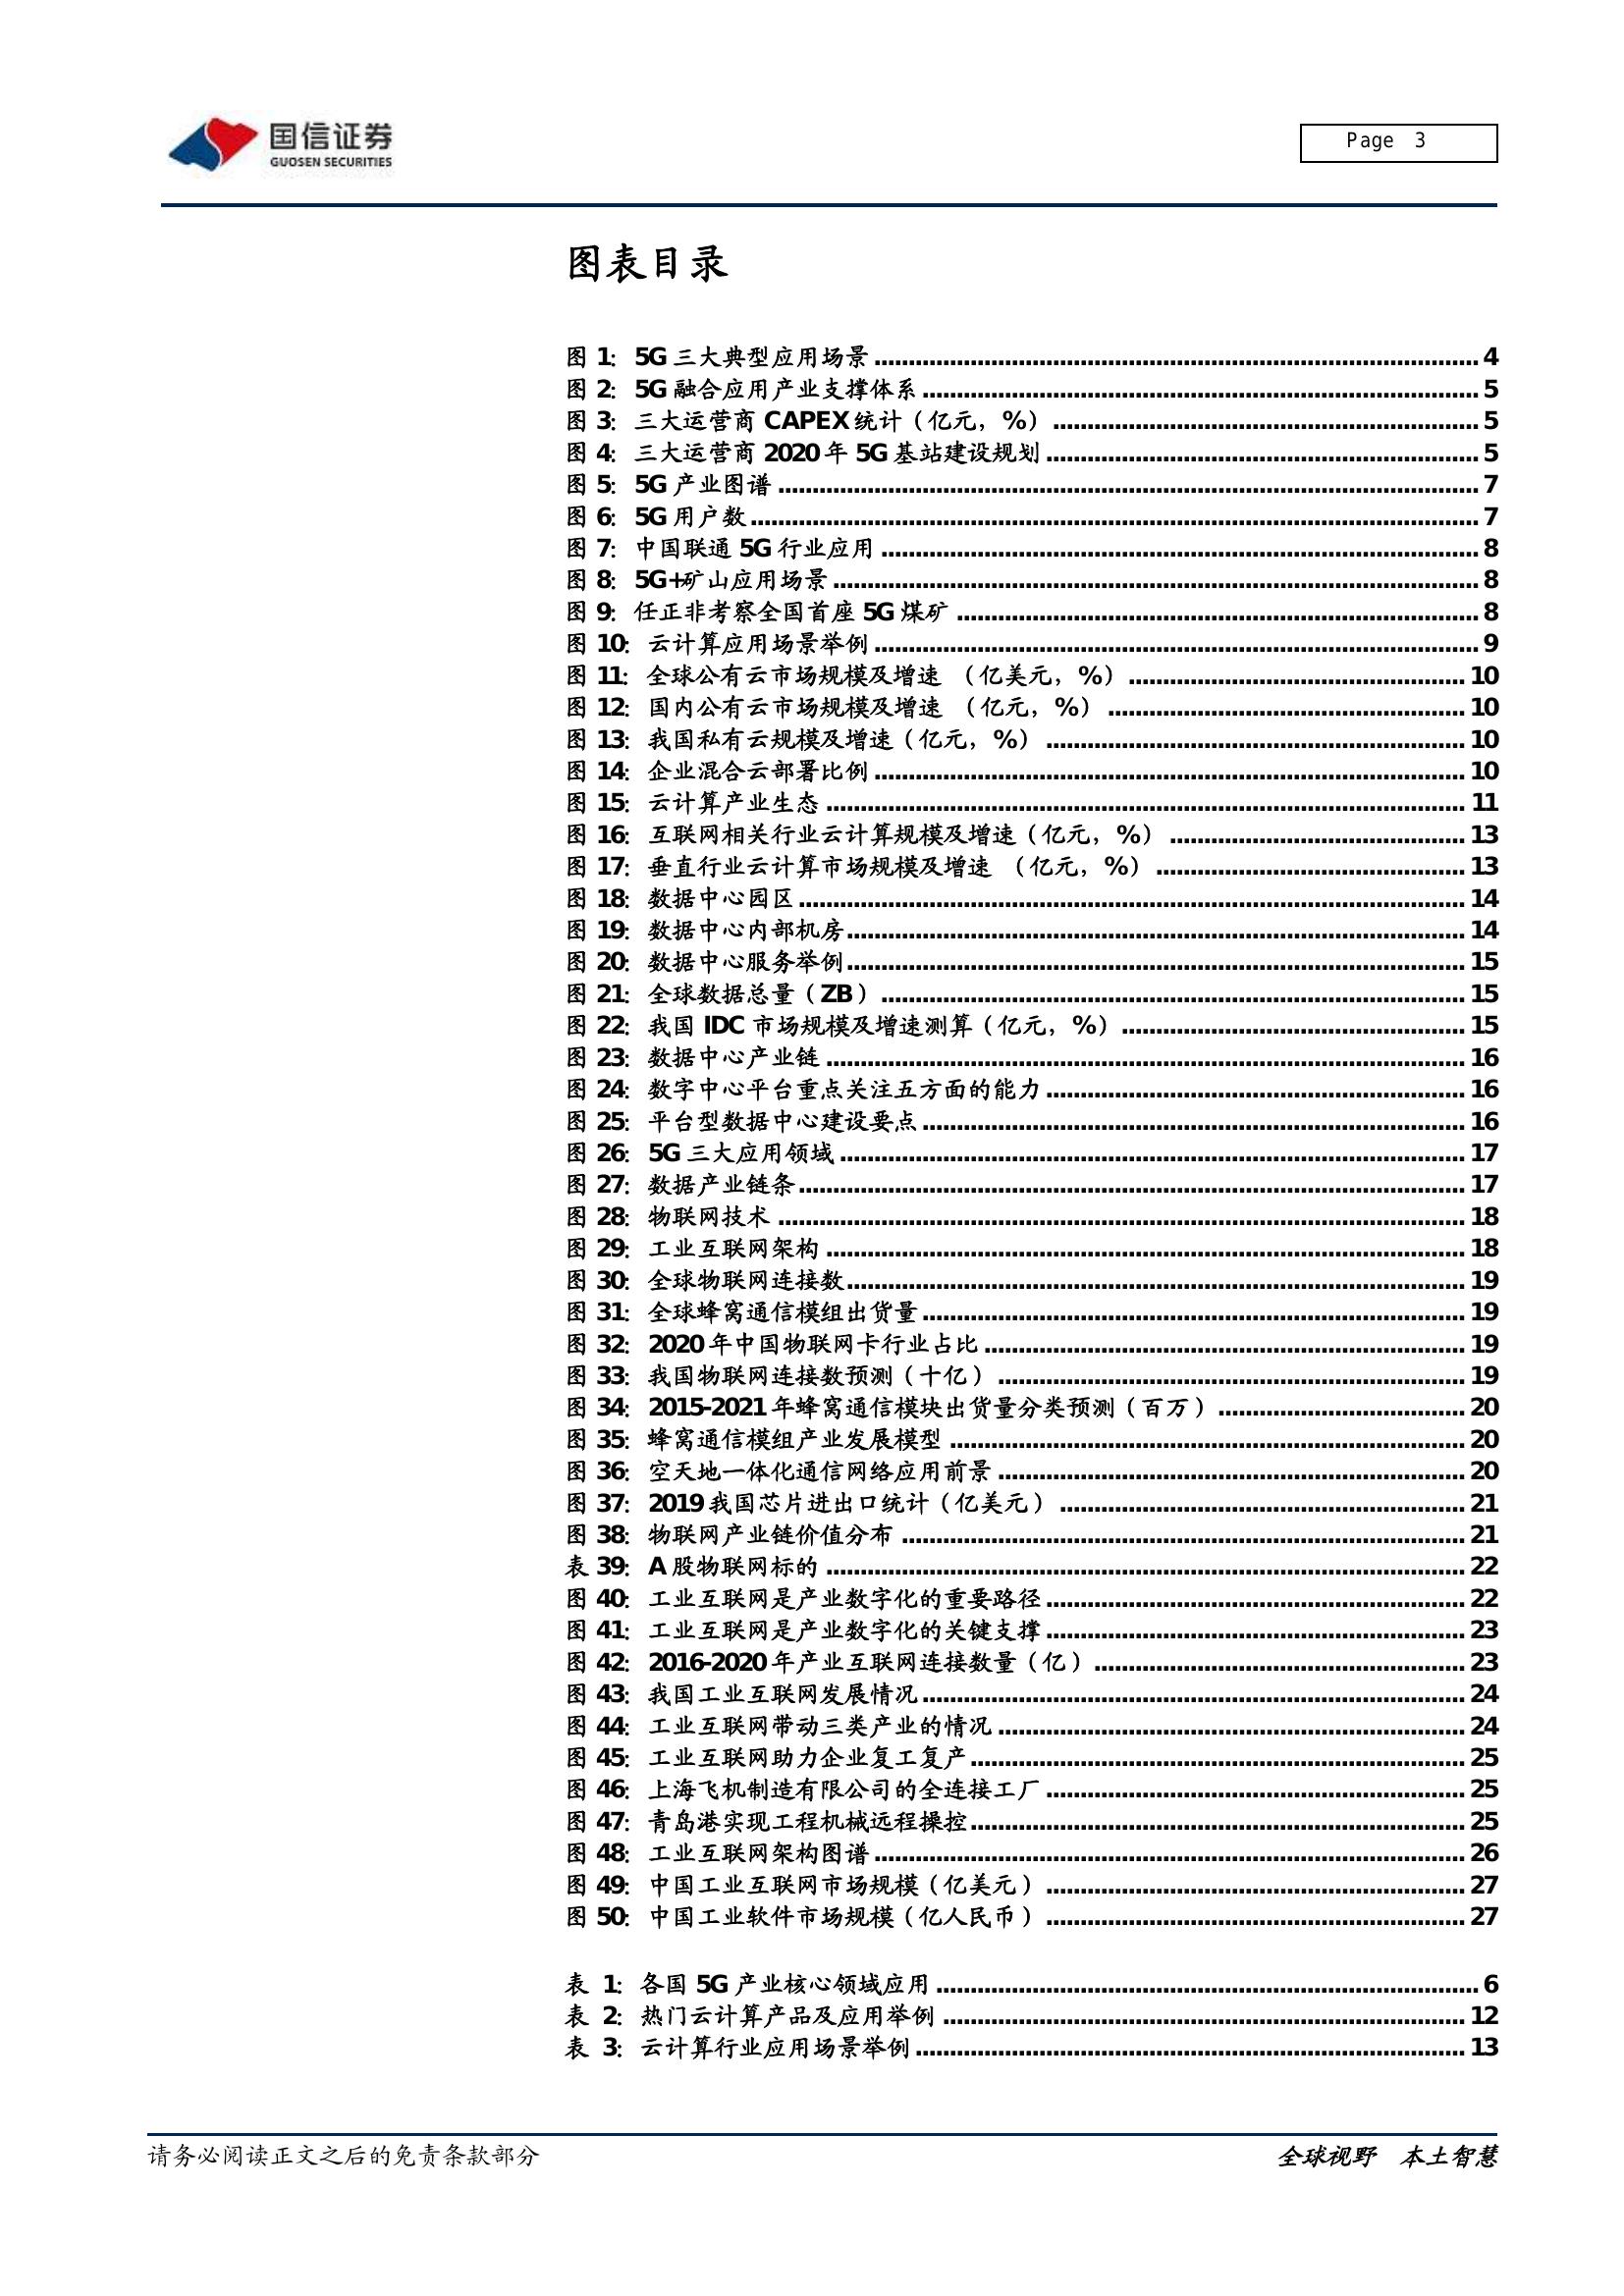 国信证券
GUOSEN SECURITIES
Page 3
图表目录
图 1: 5G 三大典型应用场景 ........ 4
图 2: 5G 融合应用产业支撑体系 ........ 5
图 3: 三大运营商 CAPEX 统计（亿元，%） ........ 5
图 4: 三大运营商 2020 年 5G 基站建设规划 ........ 5
图 5: 5G 产业图谱 ........ 7
图 6: 5G 用户数 ........ 7
图 7: 中国联通 5G 行业应用 ........ 8
图 8: 5G+矿山应用场景 ........ 8
图 9: 任正非考察全国首座 5G 煤矿 ........ 8
图 10: 云计算应用场景举例 ........ 9
图 11: 全球公有云市场规模及增速 （亿美元，%） ........ 10
图 12: 国内公有云市场规模及增速 （亿元，%） ........ 10
图 13: 我国私有云规模及增速（亿元，%） ........ 10
图 14: 企业混合云部署比例 ........ 10
图 15: 云计算产业生态 ........ 11
图 16: 互联网相关行业云计算规模及增速（亿元，%） ........ 13
图 17: 垂直行业云计算市场规模及增速 （亿元，%） ........ 13
图 18: 数据中心园区 ........ 14
图 19: 数据中心内部机房 ........ 14
图 20: 数据中心服务举例 ........ 15
图 21: 全球数据总量（ZB） ........ 15
图 22: 我国 IDC 市场规模及增速测算（亿元，%） ........ 15
图 23: 数据中心产业链 ........ 16
图 24: 数字中心平台重点关注五方面的能力 ........ 16
图 25: 平台型数据中心建设要点 ........ 16
图 26: 5G 三大应用领域 ........ 17
图 27: 数据产业链条 ........ 17
图 28: 物联网技术 ........ 18
图 29: 工业互联网架构 ........ 18
图 30: 全球物联网连接数 ........ 19
图 31: 全球蜂窝通信模组出货量 ........ 19
图 32: 2020 年中国物联网卡行业占比 ........ 19
图 33: 我国物联网连接数预测（十亿） ........ 19
图 34: 2015-2021 年蜂窝通信模块出货量分类预测（百万） ........ 20
图 35: 蜂窝通信模组产业发展模型 ........ 20
图 36: 空天地一体化通信网络应用前景 ........ 20
图 37: 2019 我国芯片进出口统计（亿美元） ........ 21
图 38: 物联网产业链价值分布 ........ 21
表 39: A 股物联网标的 ........ 22
图 40: 工业互联网是产业数字化的重要路径 ........ 22
图 41: 工业互联网是产业数字化的关键支撑 ........ 23
图 42: 2016-2020 年产业互联网连接数量（亿） ........ 23
图 43: 我国工业互联网发展情况 ........ 24
图 44: 工业互联网带动三类产业的情况 ........ 24
图 45: 工业互联网助力企业复工复产 ........ 25
图 46: 上海飞机制造有限公司的全连接工厂 ........ 25
图 47: 青岛港实现工程机械远程操控 ........ 25
图 48: 工业互联网架构图谱 ........ 26
图 49: 中国工业互联网市场规模（亿美元） ........ 27
图 50: 中国工业软件市场规模（亿人民币） ........ 27
表 1: 各国 5G 产业核心领域应用 ........ 6
表 2: 热门云计算产品及应用举例 ........ 12
表 3: 云计算行业应用场景举例 ........ 13
请务必阅读正文之后的免责条款部分
全球视野 本土智慧